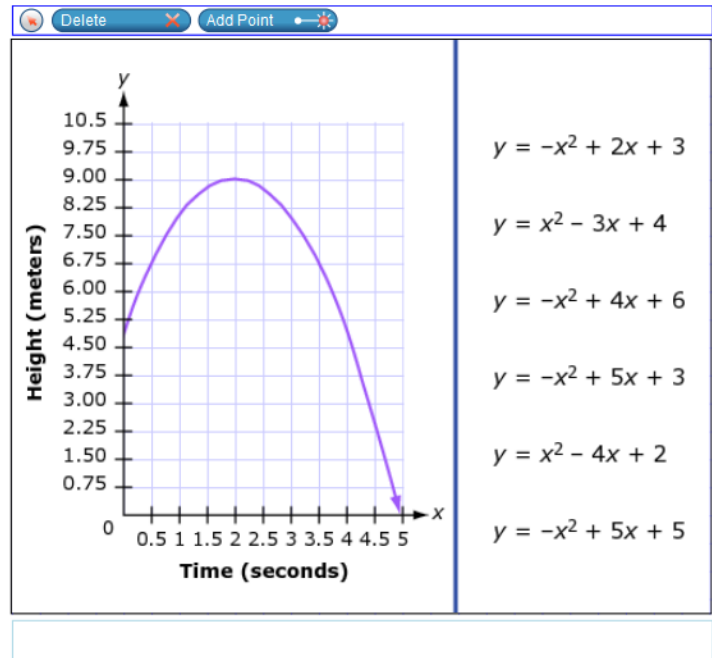 Delete
Add Point
y
10.5
9.75
9.00
8.25
7.50
6.75
6.00
5.25
4.50
3.75
3.00
2.25
1.50
0.75
0
Height (meters)
0.5 1 1.5 2 2.5 3 3.5 4 4.5 5
x
Time (seconds)
y = –x² + 2x + 3
y = x² – 3x + 4
y = –x² + 4x + 6
y = –x² + 5x + 3
y = x² – 4x + 2
y = –x² + 5x + 5